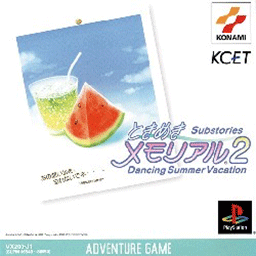 KONAMI
KCET
ときめき Substories
メモリアル2
Dancing Summer Vacation
PlayStation
ADVENTURE GAME